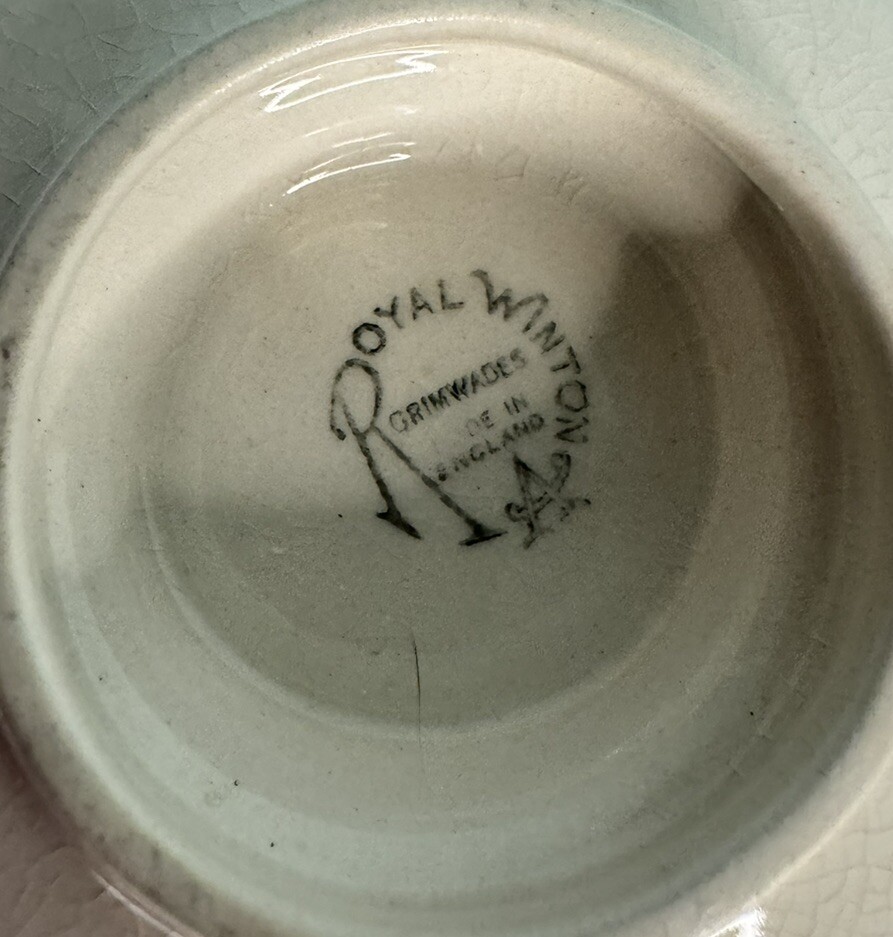 ROYAL WINTON
GRIMWADES
DE IN
ENGLAND
A